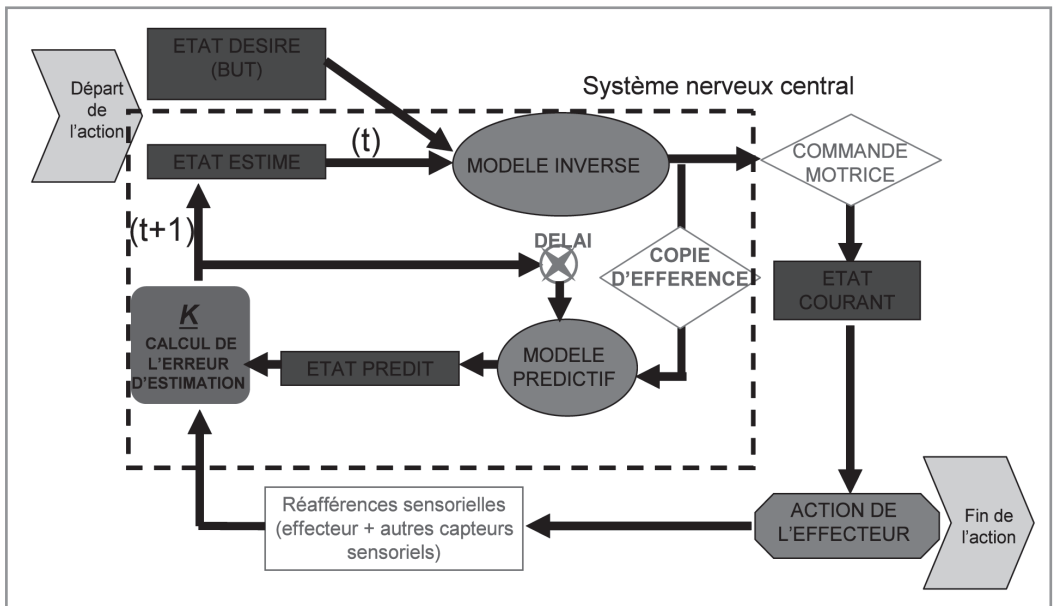 ETAT DESIRE
(BUT)
Départ
de
l'action
Système nerveux central
ETAT ESTIME
(t)
MODELE INVERSE
COMMANDE
MOTRICE
(t+1)
DELAI
COPIE
D'EFFERENCE
ETAT
COURANT
K
CALCUL DE
L'ERREUR
D'ESTIMATION
ETAT PREDIT
MODELE
PREDICTIF
Réafférences sensorielles
(effecteur + autres capteurs
sensoriels)
ACTION DE
L'EFFECTEUR
Fin de
l'action